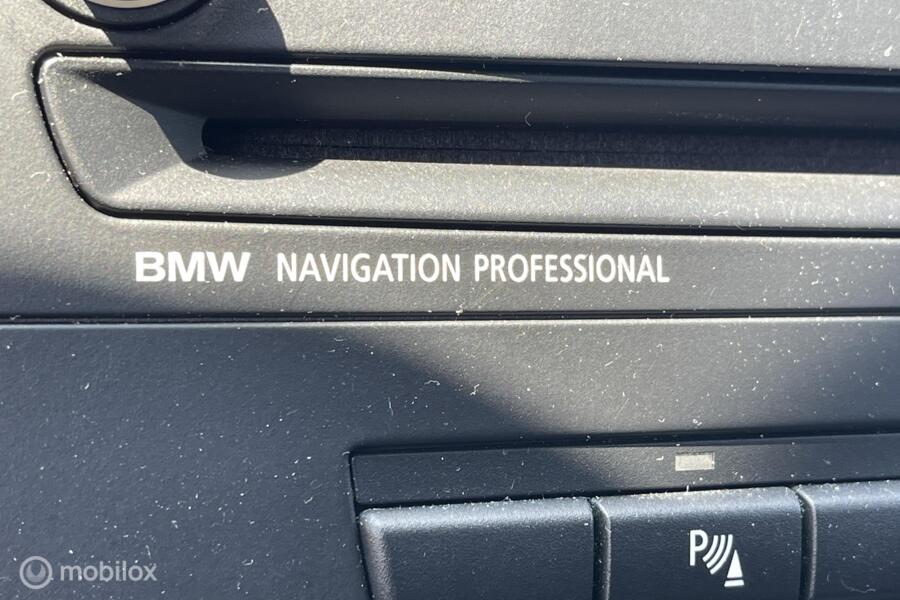 BMW NAVIGATION PROFESSIONAL
P
mobilox